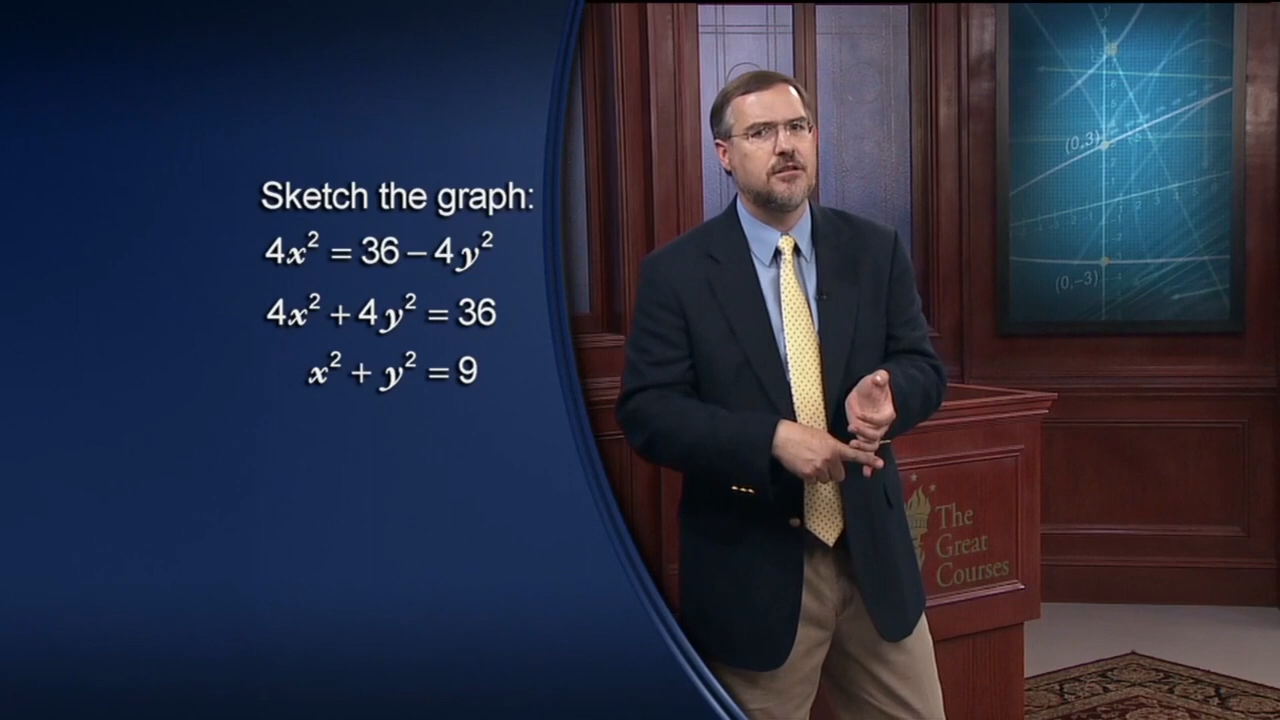 Sketch the graph:
4x² = 36 – 4y²
4x² + 4y² = 36
x² + y² = 9
(0,3)
(0,–3)
The
Great
Courses